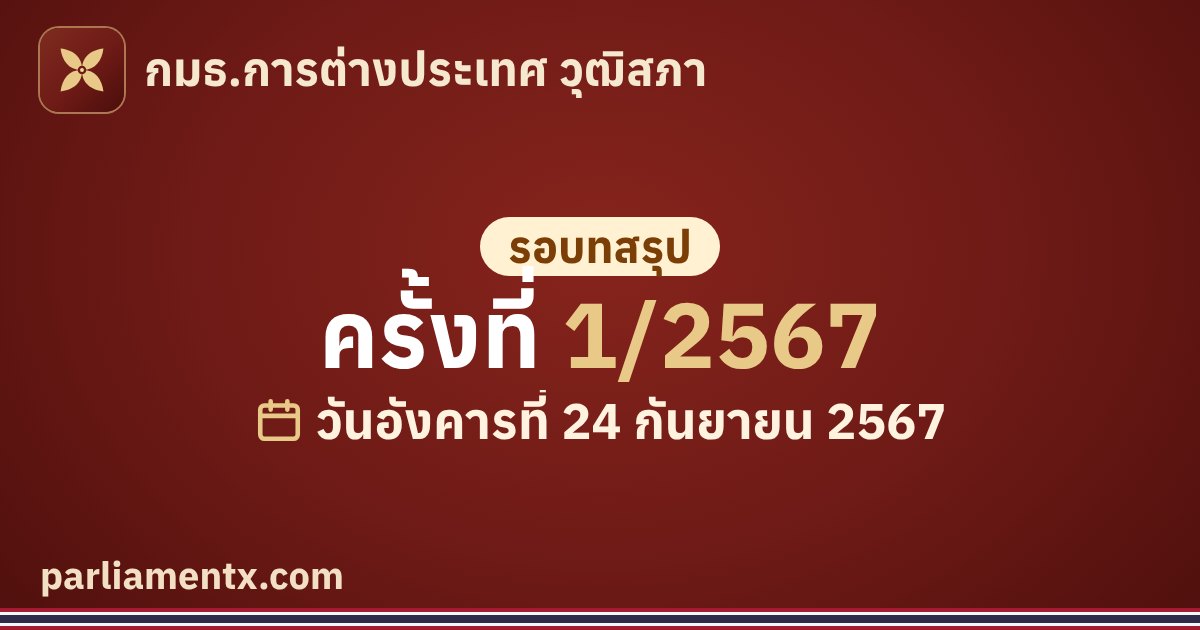 กมธ.การต่างประเทศ วุฒิสภา
รอบทสรุป
ครั้งที่ 1/2567
วันอังคารที่ 24 กันยายน 2567
parliamentx.com